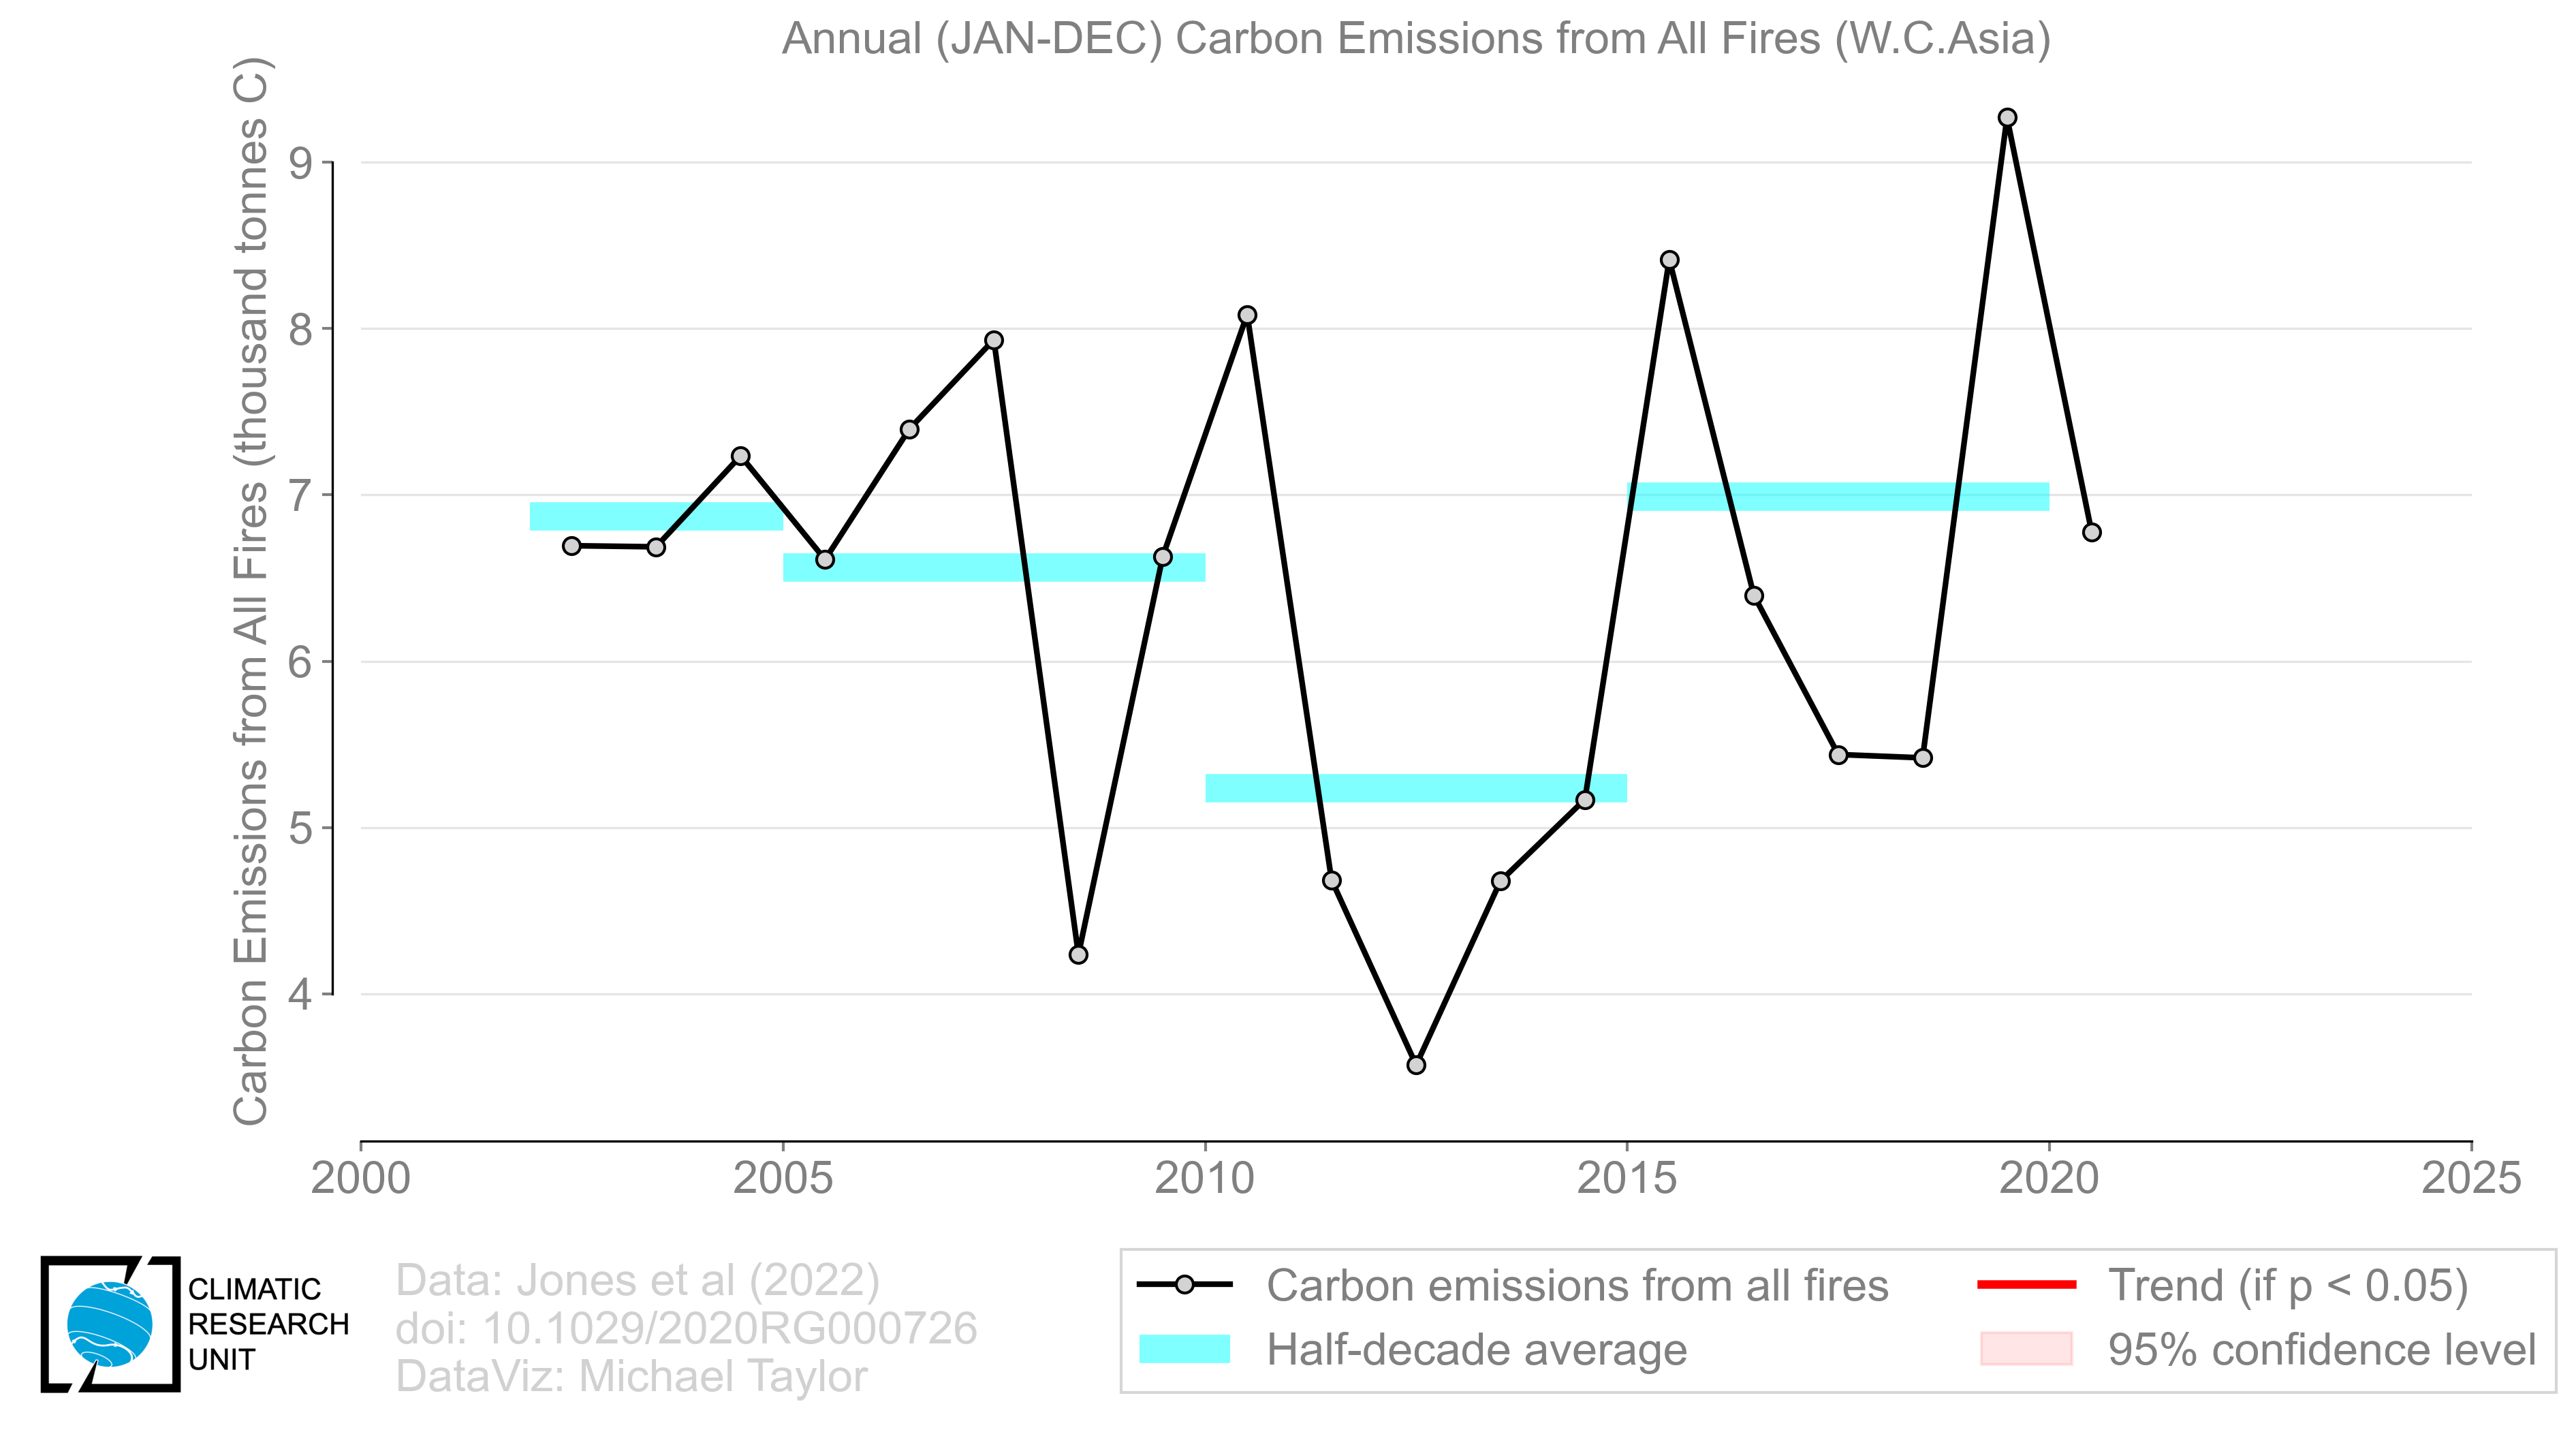 Annual (JAN-DEC) Carbon Emissions from All Fires (W.C.Asia)
Carbon Emissions from All Fires (thousand tonnes C)
9
8
7
6
5
4
2000
2005
2010
2015
2020
2025
CLIMATIC
RESEARCH
UNIT
Data: Jones et al (2022)
doi: 10.1029/2020RG000726
DataViz: Michael Taylor
Carbon emissions from all fires
Half-decade average
Trend (if p < 0.05)
95% confidence level